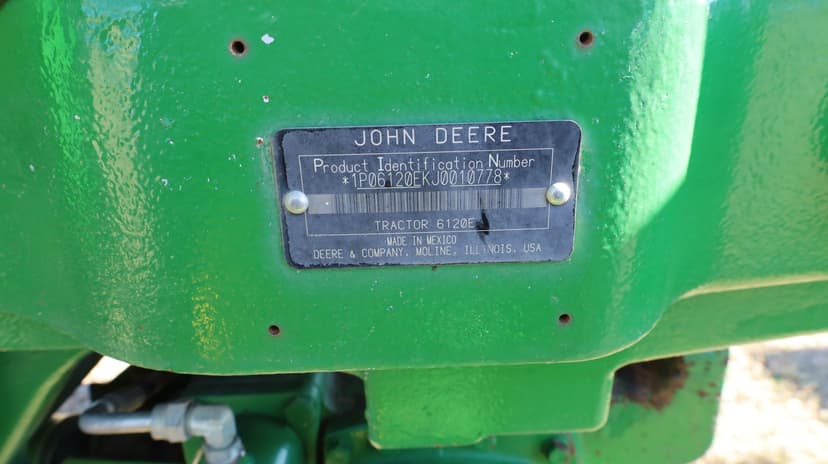 JOHN DEERE
Product Identification Number
*1P06120EKJ0010778*
TRACTOR 6120E
MADE IN MEXICO
DEERE & COMPANY, MOLINE, ILLINOIS, USA